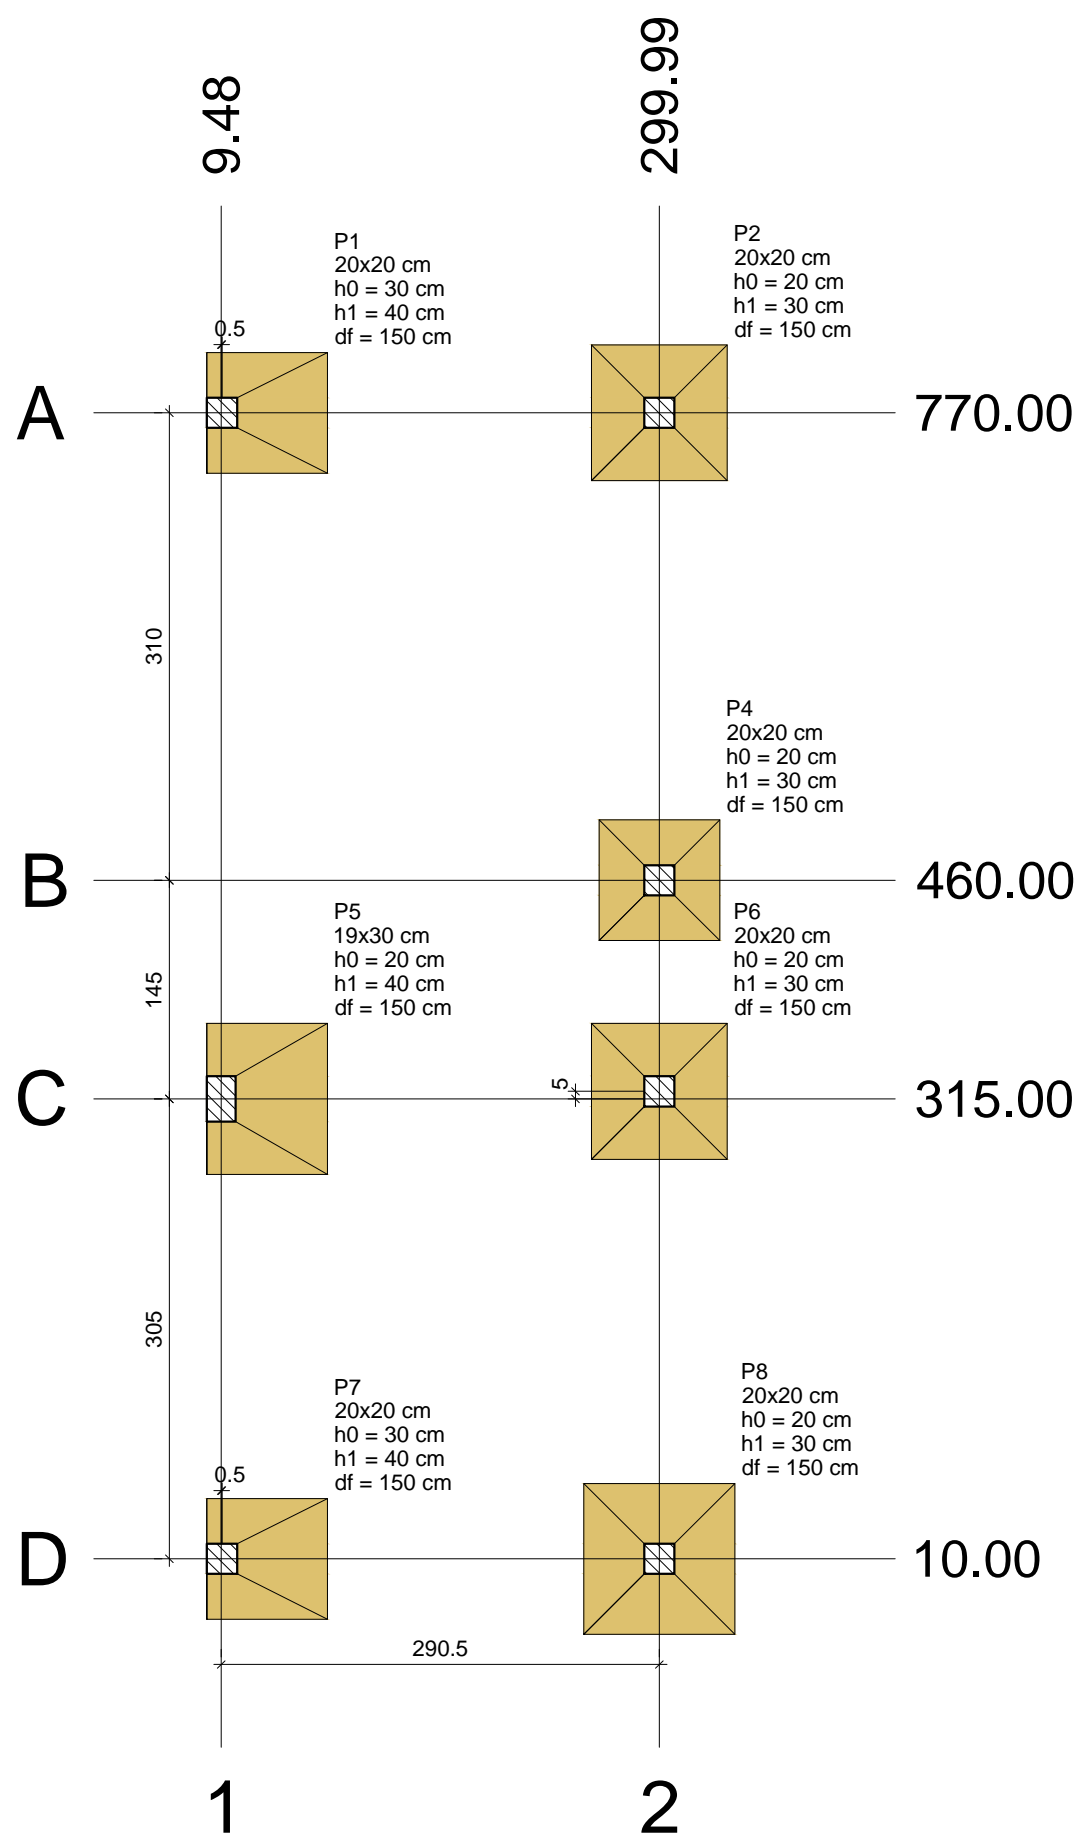 9.48
299.99
P1
20x20 cm
h0 = 30 cm
h1 = 40 cm
df = 150 cm
0.5
P2
20x20 cm
h0 = 20 cm
h1 = 30 cm
df = 150 cm
A
770.00
310
P4
20x20 cm
h0 = 20 cm
h1 = 30 cm
df = 150 cm
B
460.00
P5
19x30 cm
h0 = 20 cm
h1 = 40 cm
df = 150 cm
P6
20x20 cm
h0 = 20 cm
h1 = 30 cm
df = 150 cm
145
5
C
315.00
305
P7
20x20 cm
h0 = 30 cm
h1 = 40 cm
df = 150 cm
0.5
P8
20x20 cm
h0 = 20 cm
h1 = 30 cm
df = 150 cm
D
10.00
290.5
1
2